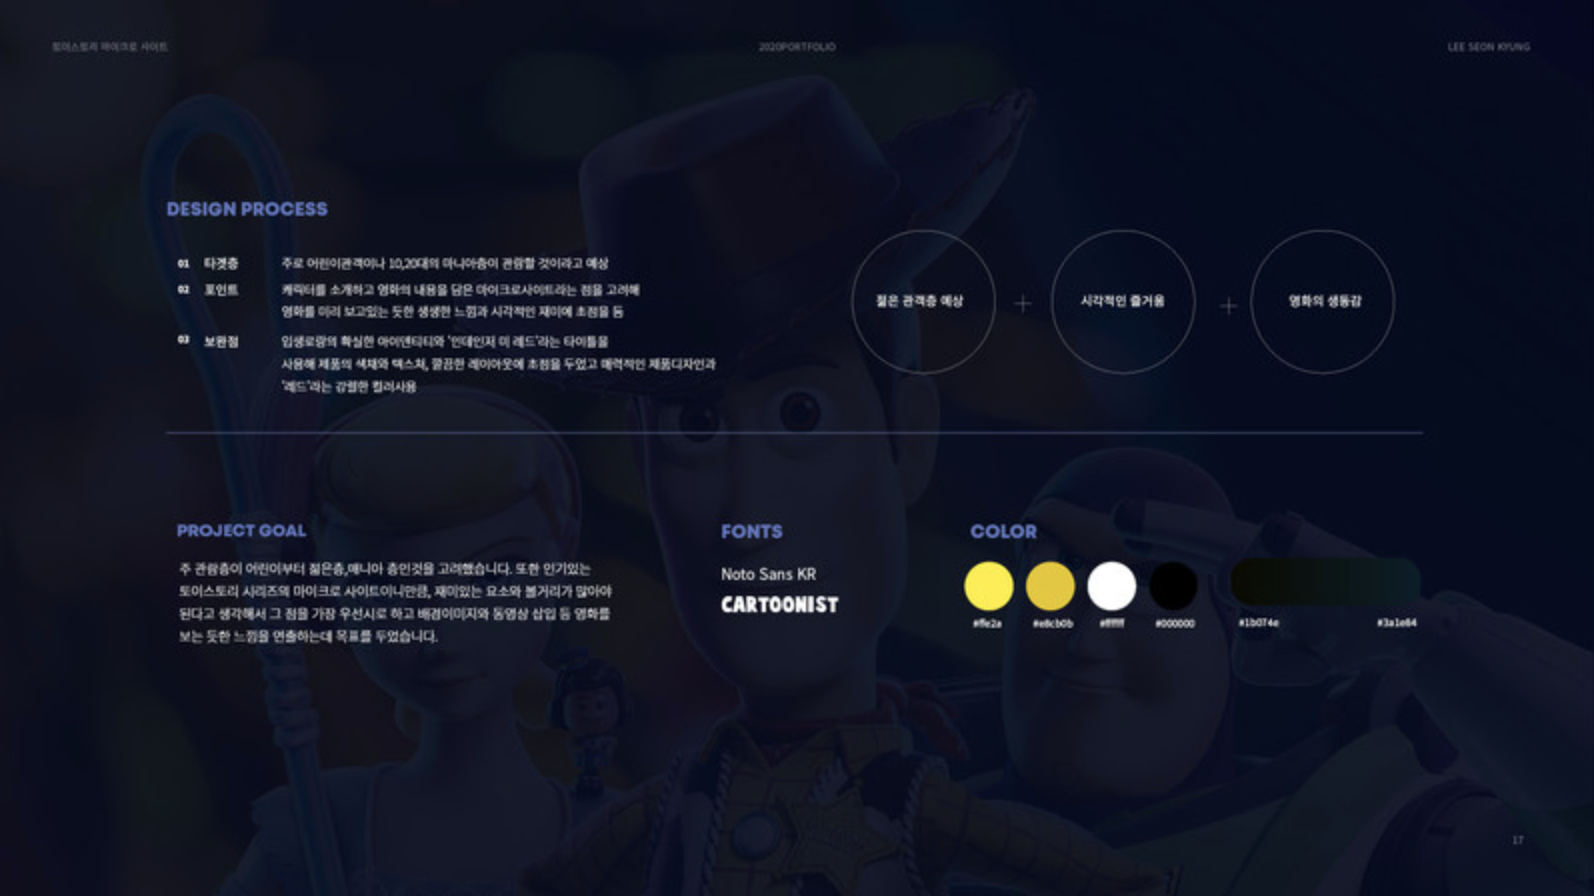 토이스토리 마이크로 사이트
2020PORTFOLIO
LEE SEON KYUNG
DESIGN PROCESS
01 타겟층 주로 어린이관객이나 10,20대의 마니아층이 관람할 것이라고 예상
02 포인트 캐릭터를 소개하고 영화의 내용을 담은 마이크로사이트라는 점을 고려해
영화를 미리 보고있는 듯한 생생한 느낌과 시각적인 재미에 초점을 둠
03 보완점 입생로랑의 확실한 아이덴티티와 '인데인저 미 레드'라는 타이틀을
사용해 제품의 색채와 텍스쳐, 깔끔한 레이아웃에 초점을 두었고 매력적인 제품디자인과
'레드'라는 강렬한 컬러사용
젊은 관객층 예상 + 시각적인 즐거움 + 영화의 생동감
PROJECT GOAL
주 관람층이 어린이부터 젊은층,매니아 층인것을 고려했습니다. 또한 인기있는
토이스토리 시리즈의 마이크로 사이트이니만큼, 재미있는 요소와 볼거리가 많아야
된다고 생각해서 그 점을 가장 우선시로 하고 배경이미지와 동영상 삽입 등 영화를
보는 듯한 느낌을 연출하는데 목표를 두었습니다.
FONTS
Noto Sans KR
CARTOONIST
COLOR
#ffe2a #e8cb0b #ffffff #000000 #1b074e #3a1e64
17